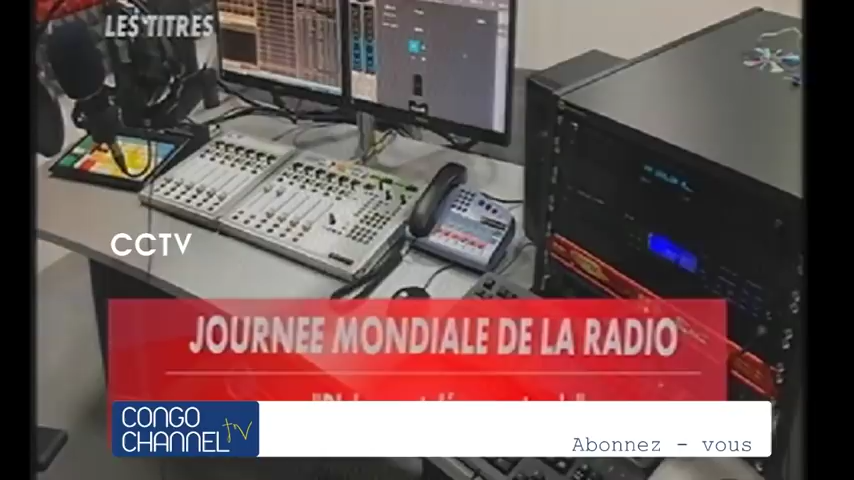 LES TITRES
CCTV
JOURNEE MONDIALE DE LA RADIO
CONGO
CHANNEL TV
Abonnez - vous